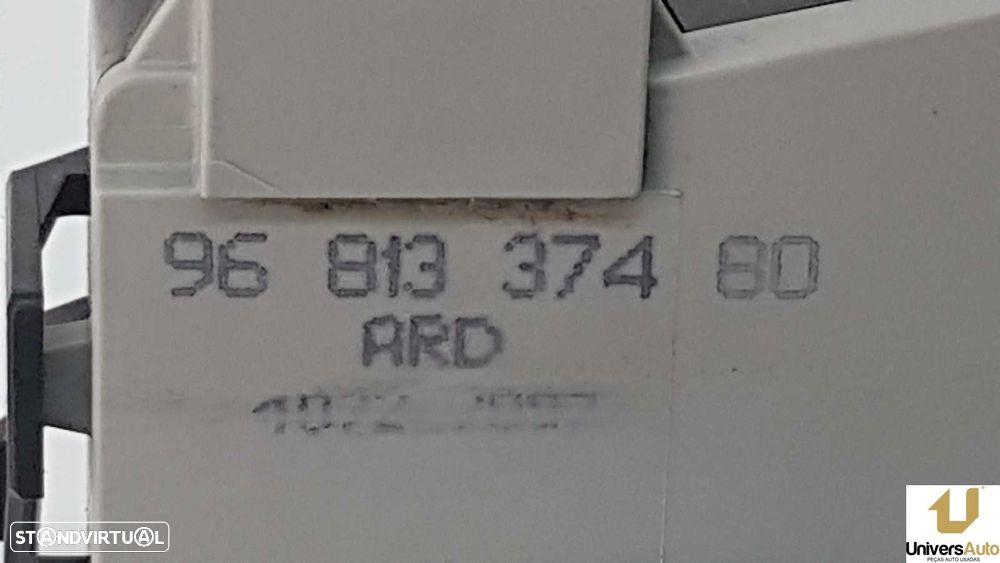 96 813 374 80
ARD
STANDVIRTUAL
UniversAuto
PEÇAS AUTO USADAS